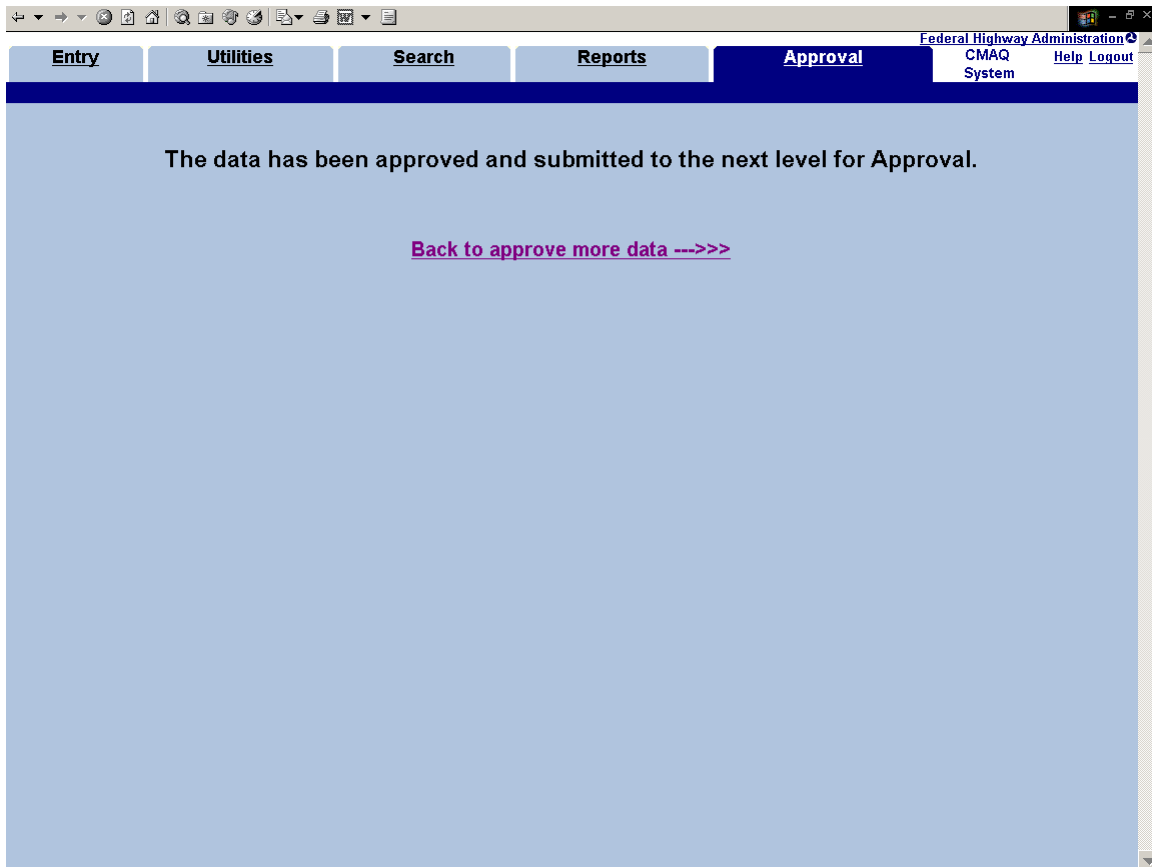 Federal Highway Administration
Entry Utilities Search Reports Approval CMAQ System Help Logout
The data has been approved and submitted to the next level for Approval.
Back to approve more data --->>>